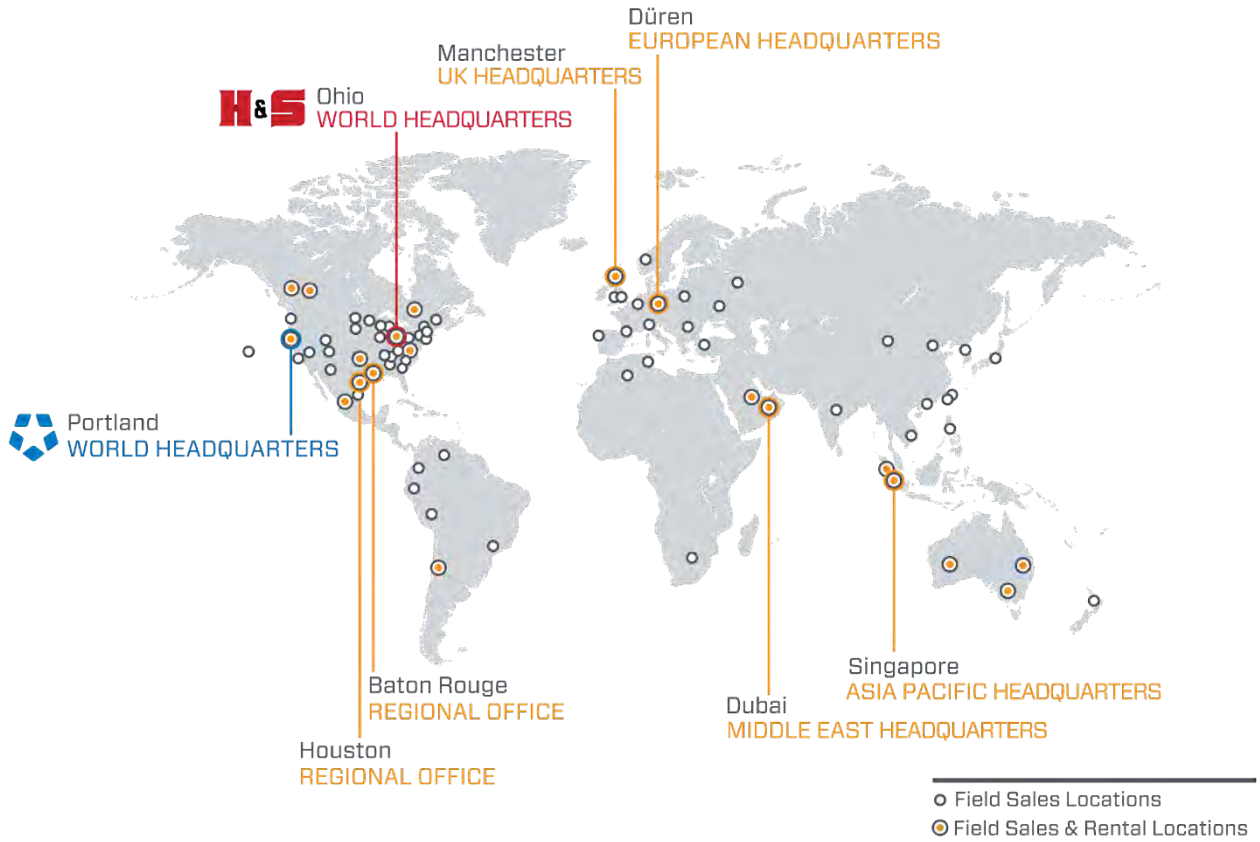 Düren
EUROPEAN HEADQUARTERS
Manchester
UK HEADQUARTERS
H&S
Ohio
WORLD HEADQUARTERS
Portland
WORLD HEADQUARTERS
Baton Rouge
REGIONAL OFFICE
Houston
REGIONAL OFFICE
Singapore
ASIA PACIFIC HEADQUARTERS
Dubai
MIDDLE EAST HEADQUARTERS
Field Sales Locations
Field Sales & Rental Locations